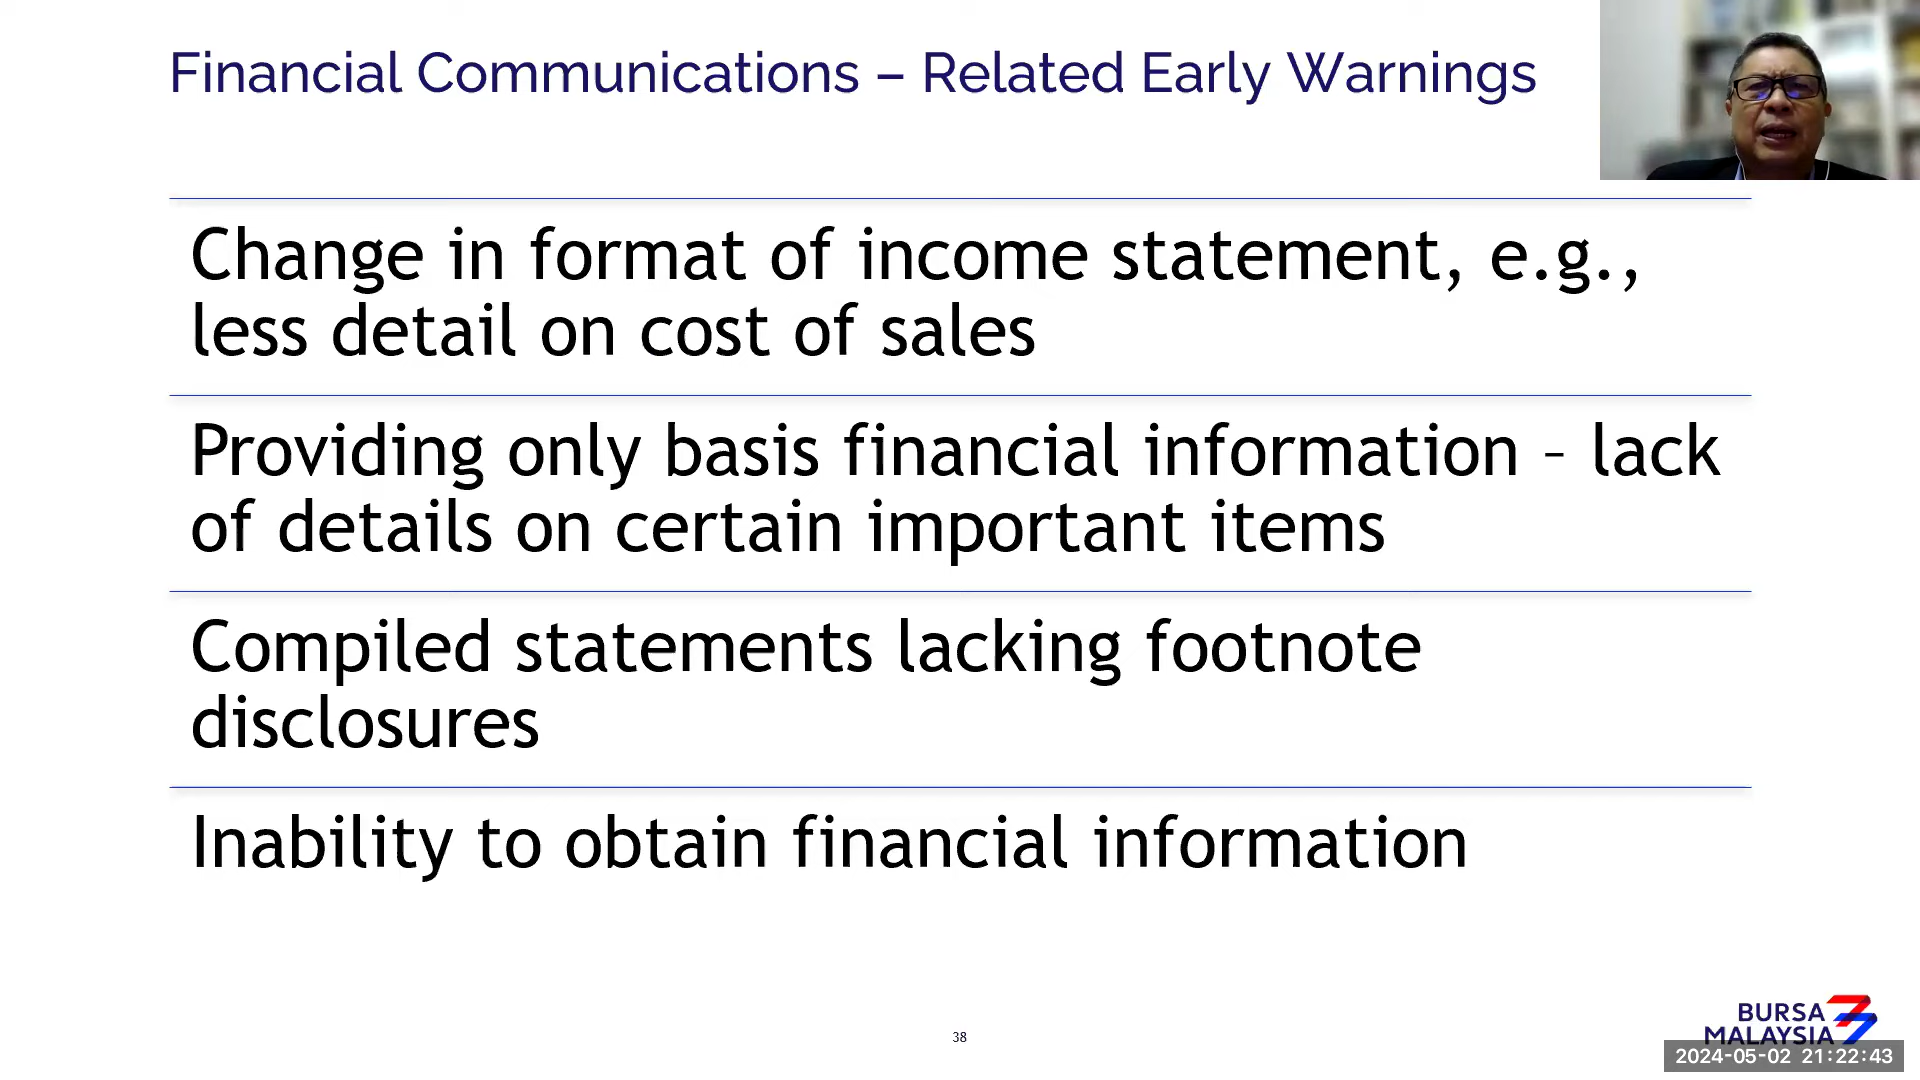 Financial Communications – Related Early Warnings
Change in format of income statement, e.g.,
less detail on cost of sales
Providing only basis financial information – lack
of details on certain important items
Compiled statements lacking footnote
disclosures
Inability to obtain financial information
38
BURSA
MALAYSIA
2024-05-02 21:22:43